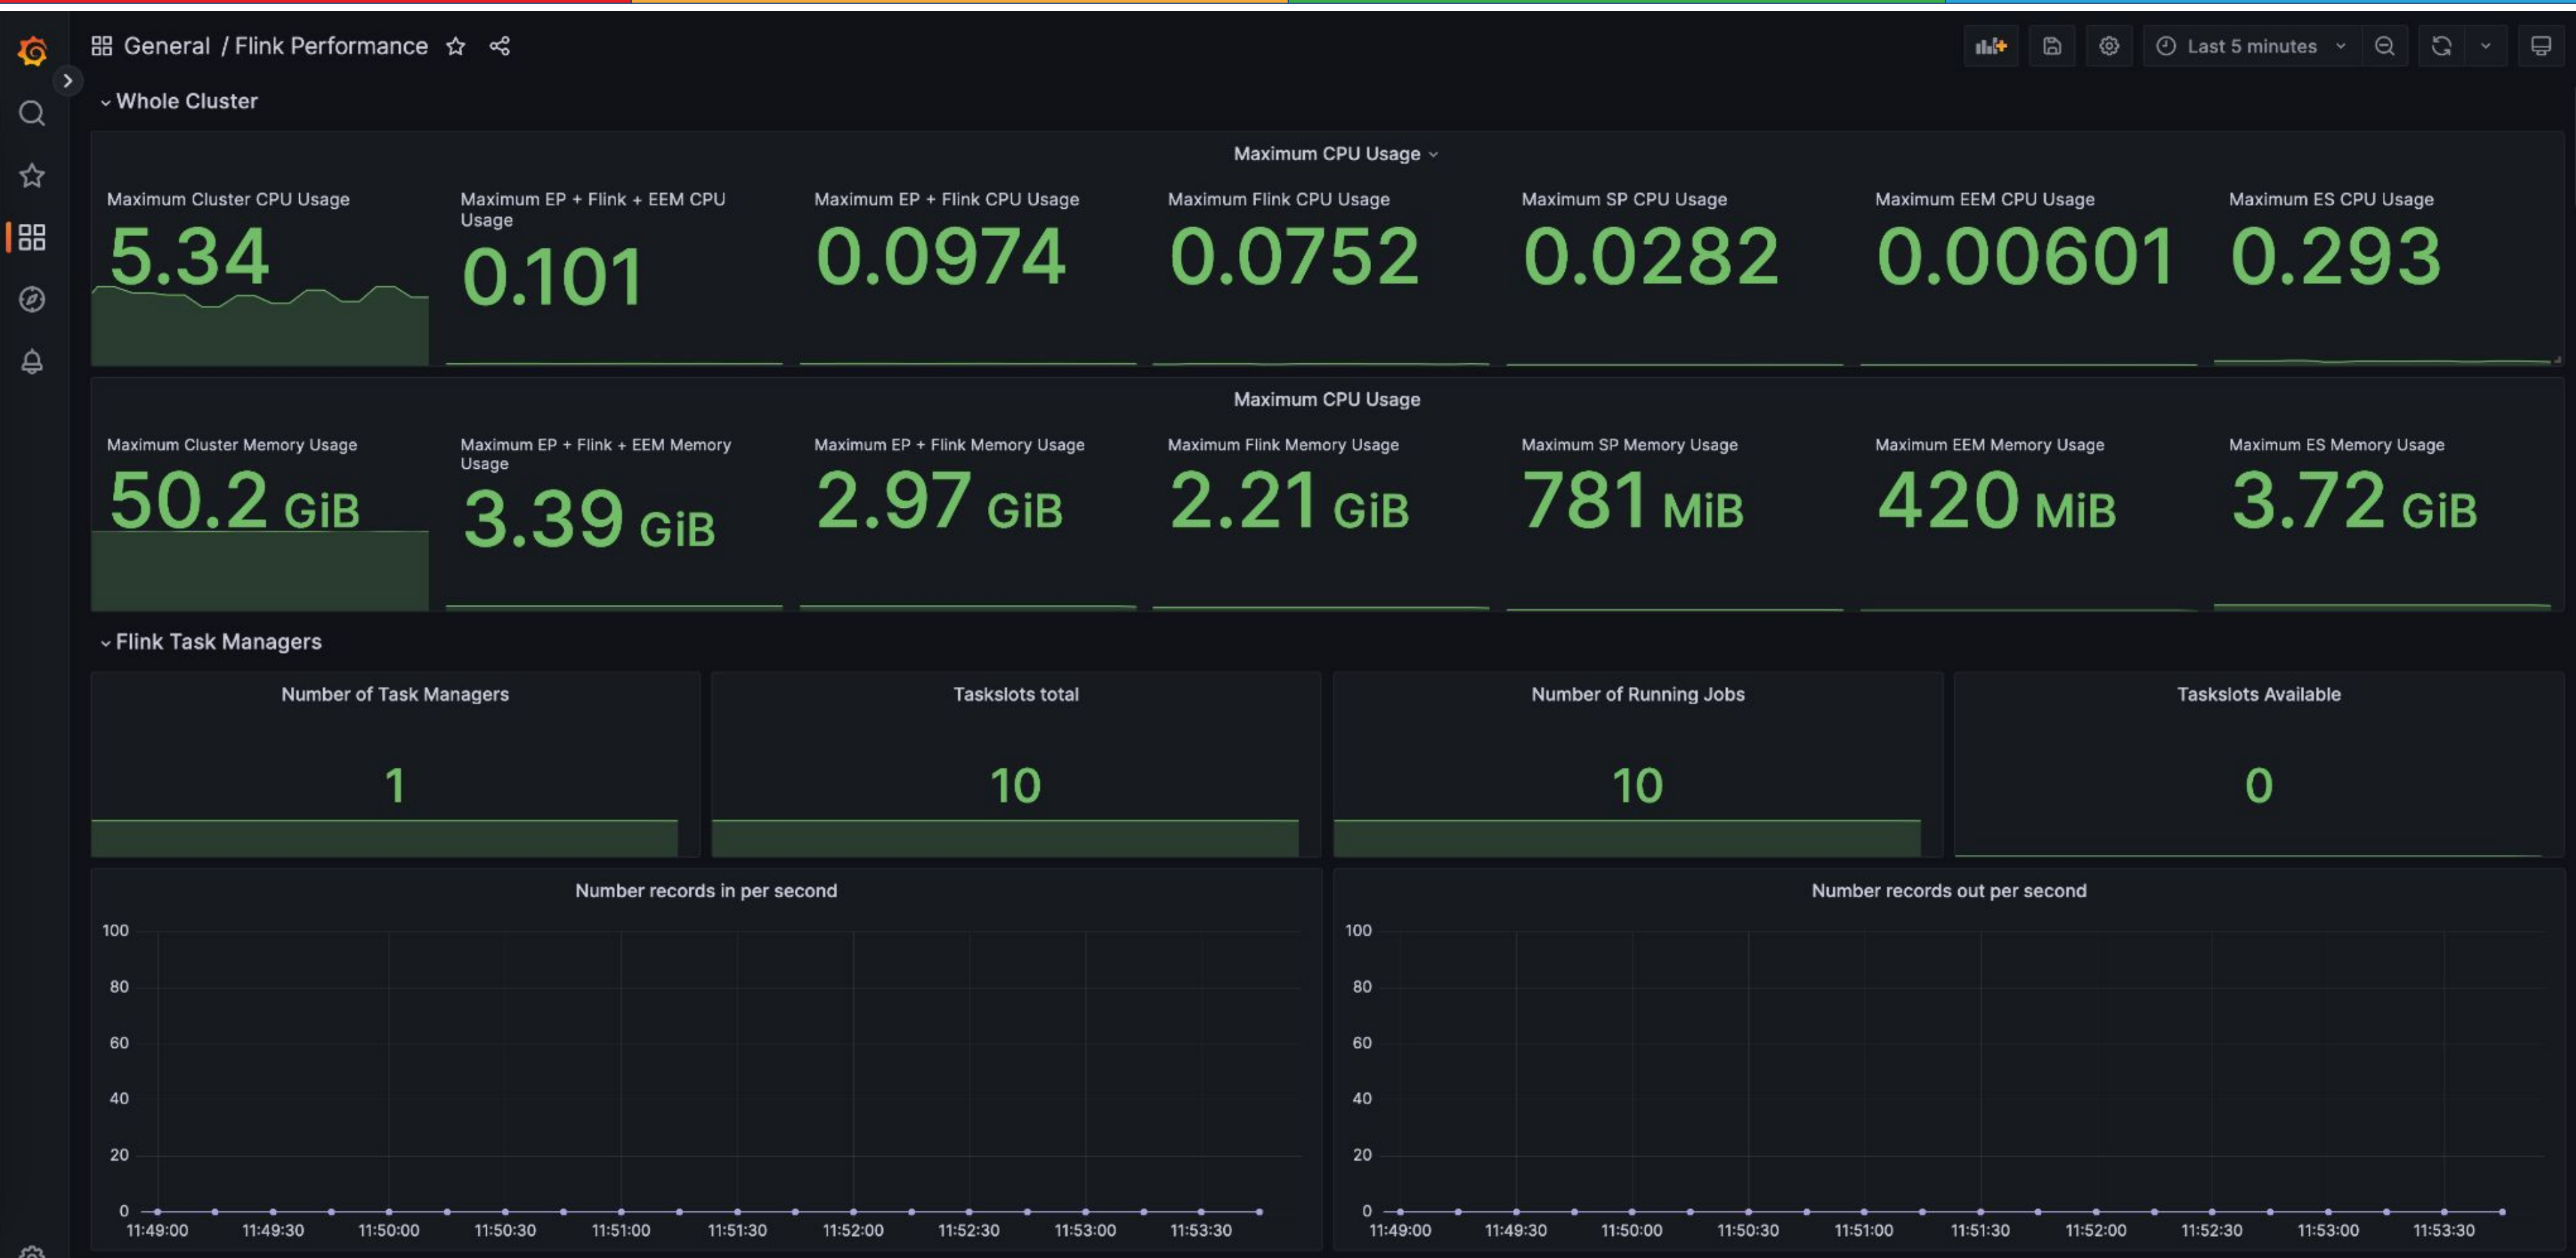 General / Flink Performance
Last 5 minutes
Whole Cluster
Maximum CPU Usage
Maximum Cluster CPU Usage
5.34
Maximum EP + Flink + EEM CPU
Usage
0.101
Maximum EP + Flink CPU Usage
0.0974
Maximum Flink CPU Usage
0.0752
Maximum SP CPU Usage
0.0282
Maximum EEM CPU Usage
0.00601
Maximum ES CPU Usage
0.293
Maximum CPU Usage
Maximum Cluster Memory Usage
50.2 GiB
Maximum EP + Flink + EEM Memory
Usage
3.39 GiB
Maximum EP + Flink Memory Usage
2.97 GiB
Maximum Flink Memory Usage
2.21 GiB
Maximum SP Memory Usage
781 MiB
Maximum EEM Memory Usage
420 MiB
Maximum ES Memory Usage
3.72 GiB
Flink Task Managers
Number of Task Managers
1
Taskslots total
10
Number of Running Jobs
10
Taskslots Available
0
Number records in per second
100
80
60
40
20
0
11:49:00 11:49:30 11:50:00 11:50:30 11:51:00 11:51:30 11:52:00 11:52:30 11:53:00 11:53:30
Number records out per second
100
80
60
40
20
0
11:49:00 11:49:30 11:50:00 11:50:30 11:51:00 11:51:30 11:52:00 11:52:30 11:53:00 11:53:30